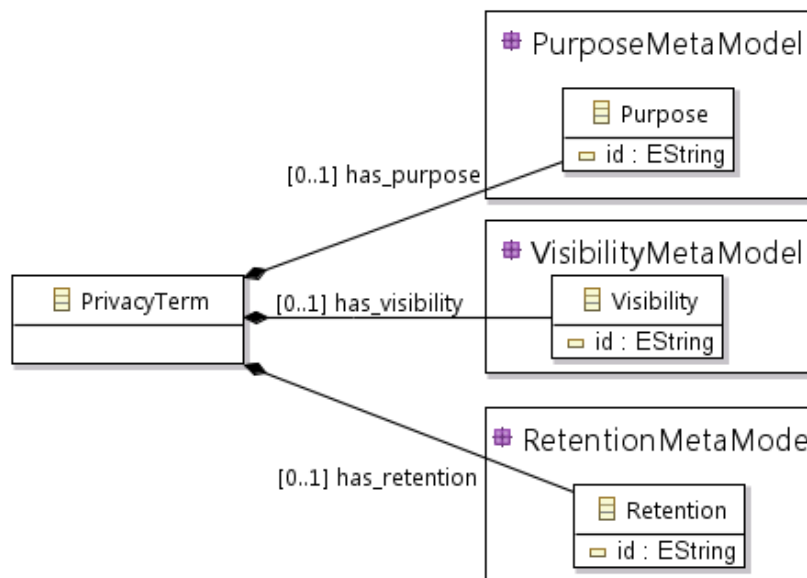 PurposeMetaModel
Purpose
id : EString
[0..1] has_purpose
VisibilityMetaModel
PrivacyTerm
[0..1] has_visibility
Visibility
id : EString
RetentionMetaMode
[0..1] has_retention
Retention
id : EString